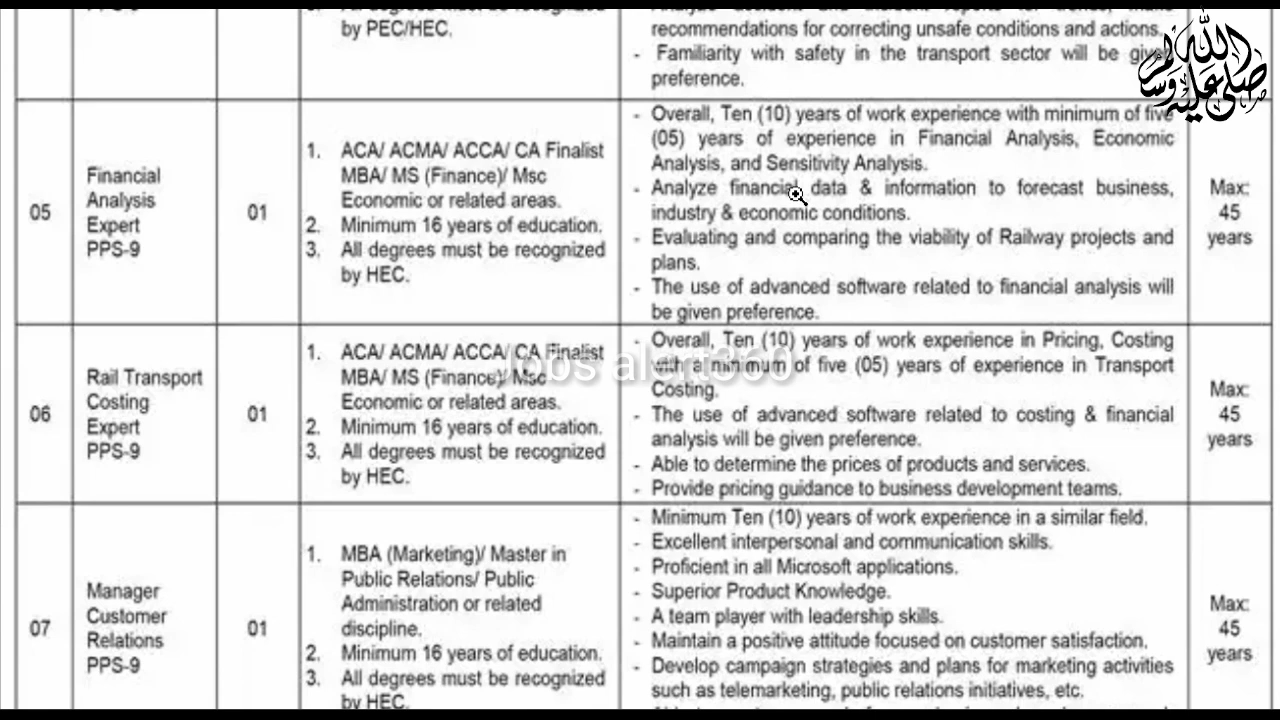 by PEC/HEC.
recommendations for correcting unsafe conditions and actions.
- Familiarity with safety in the transport sector will be given
preference.
صلى الله عليه وسلم
05
Financial
Analysis
Expert
PPS-9
01
1. ACA/ ACMA/ ACCA/ CA Finalist
MBA/ MS (Finance)/ Msc
Economic or related areas.
2. Minimum 16 years of education.
3. All degrees must be recognized
by HEC.
- Overall, Ten (10) years of work experience with minimum of five
(05) years of experience in Financial Analysis, Economic
Analysis, and Sensitivity Analysis.
- Analyze financial data & information to forecast business,
industry & economic conditions.
- Evaluating and comparing the viability of Railway projects and
plans.
- The use of advanced software related to financial analysis will
be given preference.
Max:
45
years
06
Rail Transport
Costing
Expert
PPS-9
01
1. ACA/ ACMA/ ACCA/ CA Finalist
MBA/ MS (Finance)/ Msc
Economic or related areas.
2. Minimum 16 years of education.
3. All degrees must be recognized
by HEC.
- Overall, Ten (10) years of work experience in Pricing, Costing
with a minimum of five (05) years of experience in Transport
Costing.
- The use of advanced software related to costing & financial
analysis will be given preference.
- Able to determine the prices of products and services.
- Provide pricing guidance to business development teams.
Max:
45
years
Jobs alert360
07
Manager
Customer
Relations
PPS-9
01
1. MBA (Marketing)/ Master in
Public Relations/ Public
Administration or related
discipline.
2. Minimum 16 years of education.
3. All degrees must be recognized
by HEC.
- Minimum Ten (10) years of work experience in a similar field.
- Excellent interpersonal and communication skills.
- Proficient in all Microsoft applications.
- Superior Product Knowledge.
- A team player with leadership skills.
- Maintain a positive attitude focused on customer satisfaction.
- Develop campaign strategies and plans for marketing activities
such as telemarketing, public relations initiatives, etc.
Max:
45
years